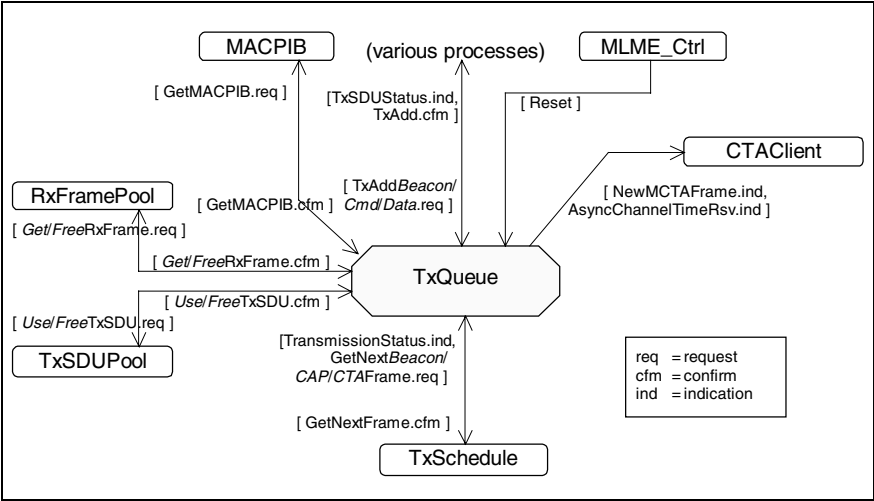 MACPIB
(various processes)
MLME_Ctrl
[ GetMACPIB.req ]
[TxSDUStatus.ind,
TxAdd.cfm ]
[ Reset ]
CTAClient
RxFramePool
[ GetMACPIB.cfm ]
[ TxAddBeacon/
Cmd/Data.req ]
[ NewMCTAFrame.ind,
AsyncChannelTimeRsv.ind ]
[ Get/FreeRxFrame.req ]
[ Get/FreeRxFrame.cfm ]
TxQueue
[ Use/FreeTxSDU.cfm ]
[ Use/FreeTxSDU.req ]
TxSDUPool
[TransmissionStatus.ind,
GetNextBeacon/
CAP/CTAFrame.req ]
req = request
cfm = confirm
ind = indication
[ GetNextFrame.cfm ]
TxSchedule